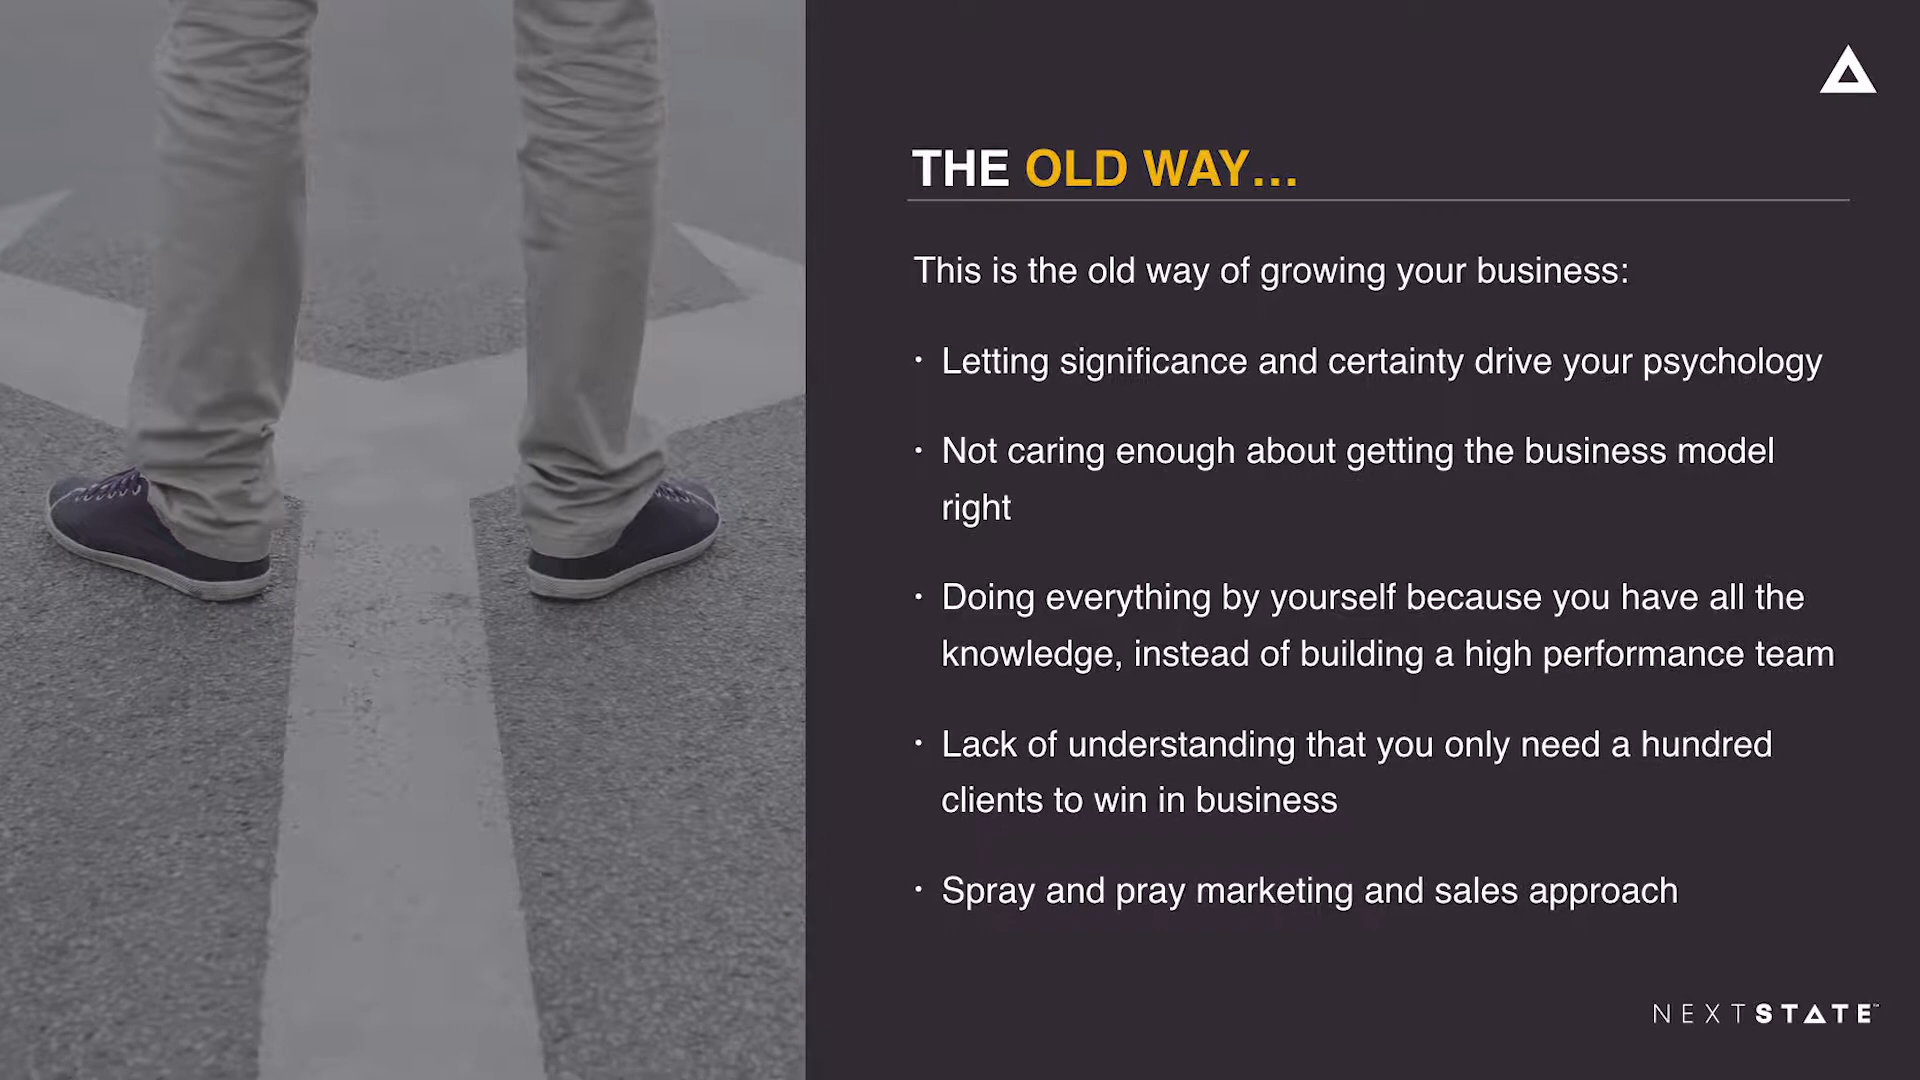 THE OLD WAY...
This is the old way of growing your business:
• Letting significance and certainty drive your psychology
• Not caring enough about getting the business model
right
• Doing everything by yourself because you have all the
knowledge, instead of building a high performance team
• Lack of understanding that you only need a hundred
clients to win in business
• Spray and pray marketing and sales approach
NEXTSTATE™